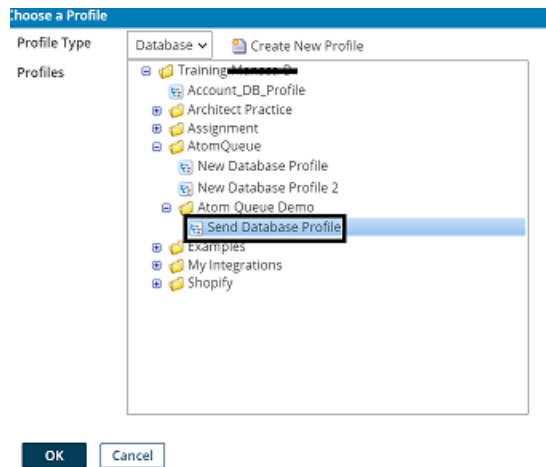 Choose a Profile
Profile Type
Database
Create New Profile
Profiles
Training
Account_DB_Profile
Architect Practice
Assignment
AtomQueue
New Database Profile
New Database Profile 2
Atom Queue Demo
Send Database Profile
Examples
My Integrations
Shopify
OK
Cancel